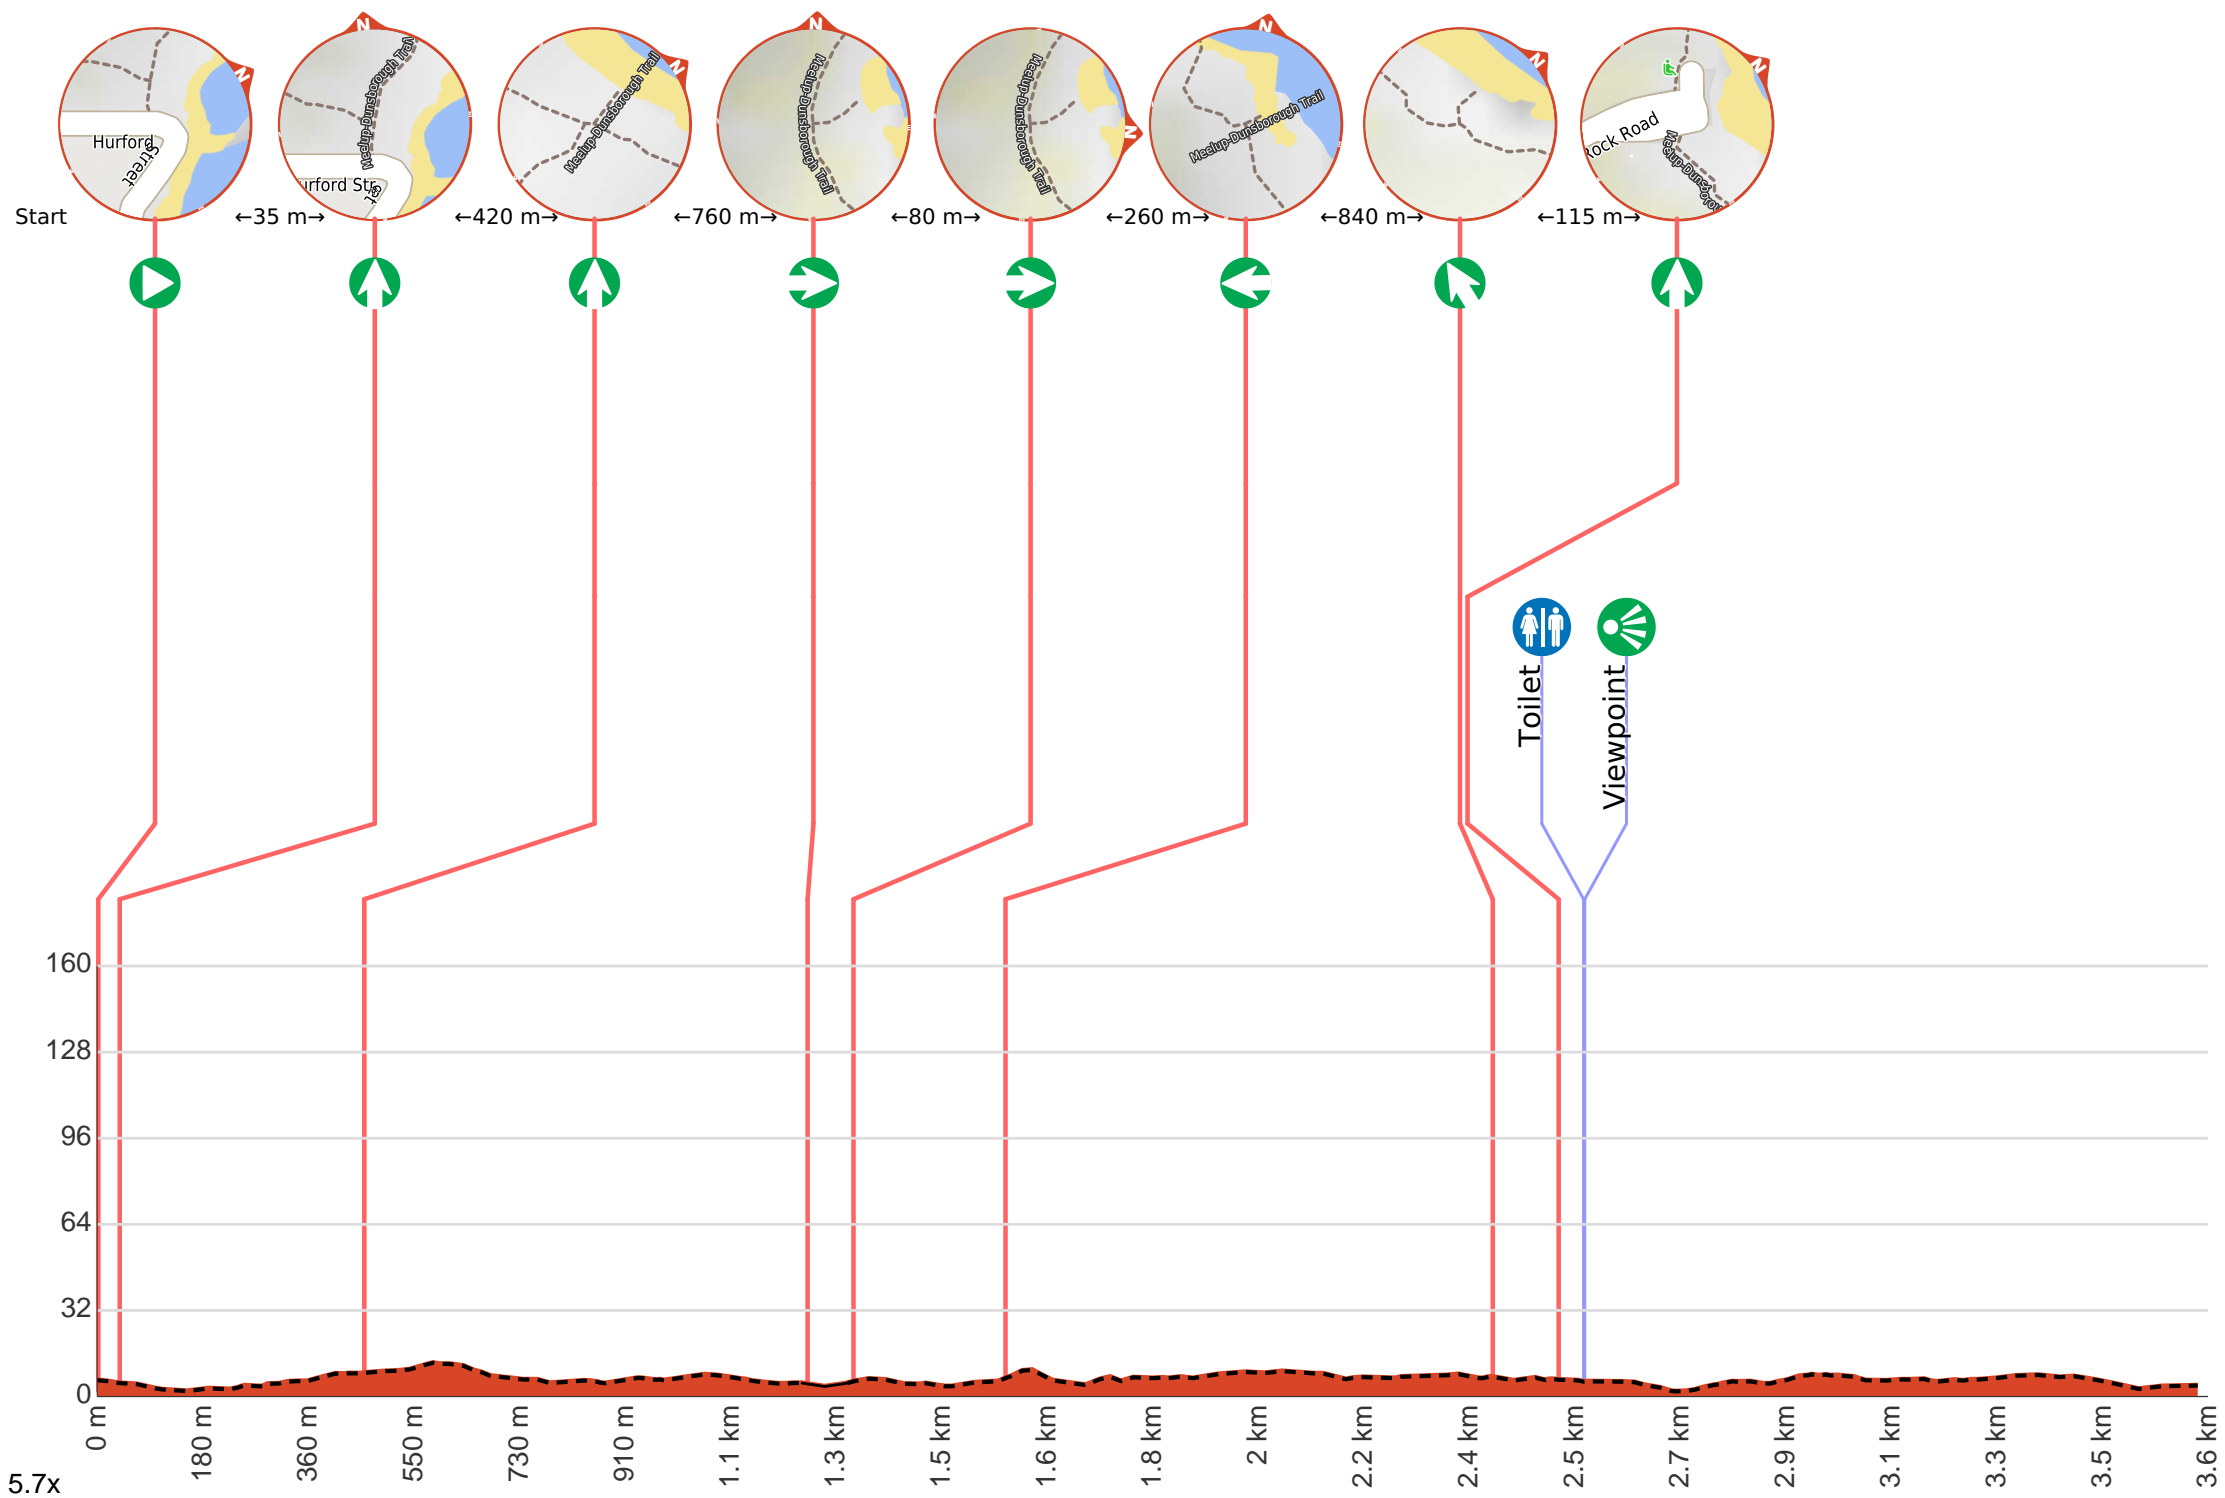 N
N
N
N
N
N
N
N
Hurford
Street
Meelup-Dunsborough Trail
Meelup-Dunsborough Trail
Meelup-Dunsborough Trail
Meelup-Dunsborough Trail
Meelup-Dunsborough Trail
Rock Road
Start
←35 m→
←420 m→
←760 m→
←80 m→
←260 m→
←840 m→
←115 m→
Toilet
Viewpoint
160
128
96
64
32
0
0 m
180 m
360 m
550 m
730 m
910 m
1.1 km
1.3 km
1.5 km
1.6 km
1.8 km
2 km
2.2 km
2.4 km
2.5 km
2.7 km
2.9 km
3.1 km
3.3 km
3.5 km
3.6 km
5.7x